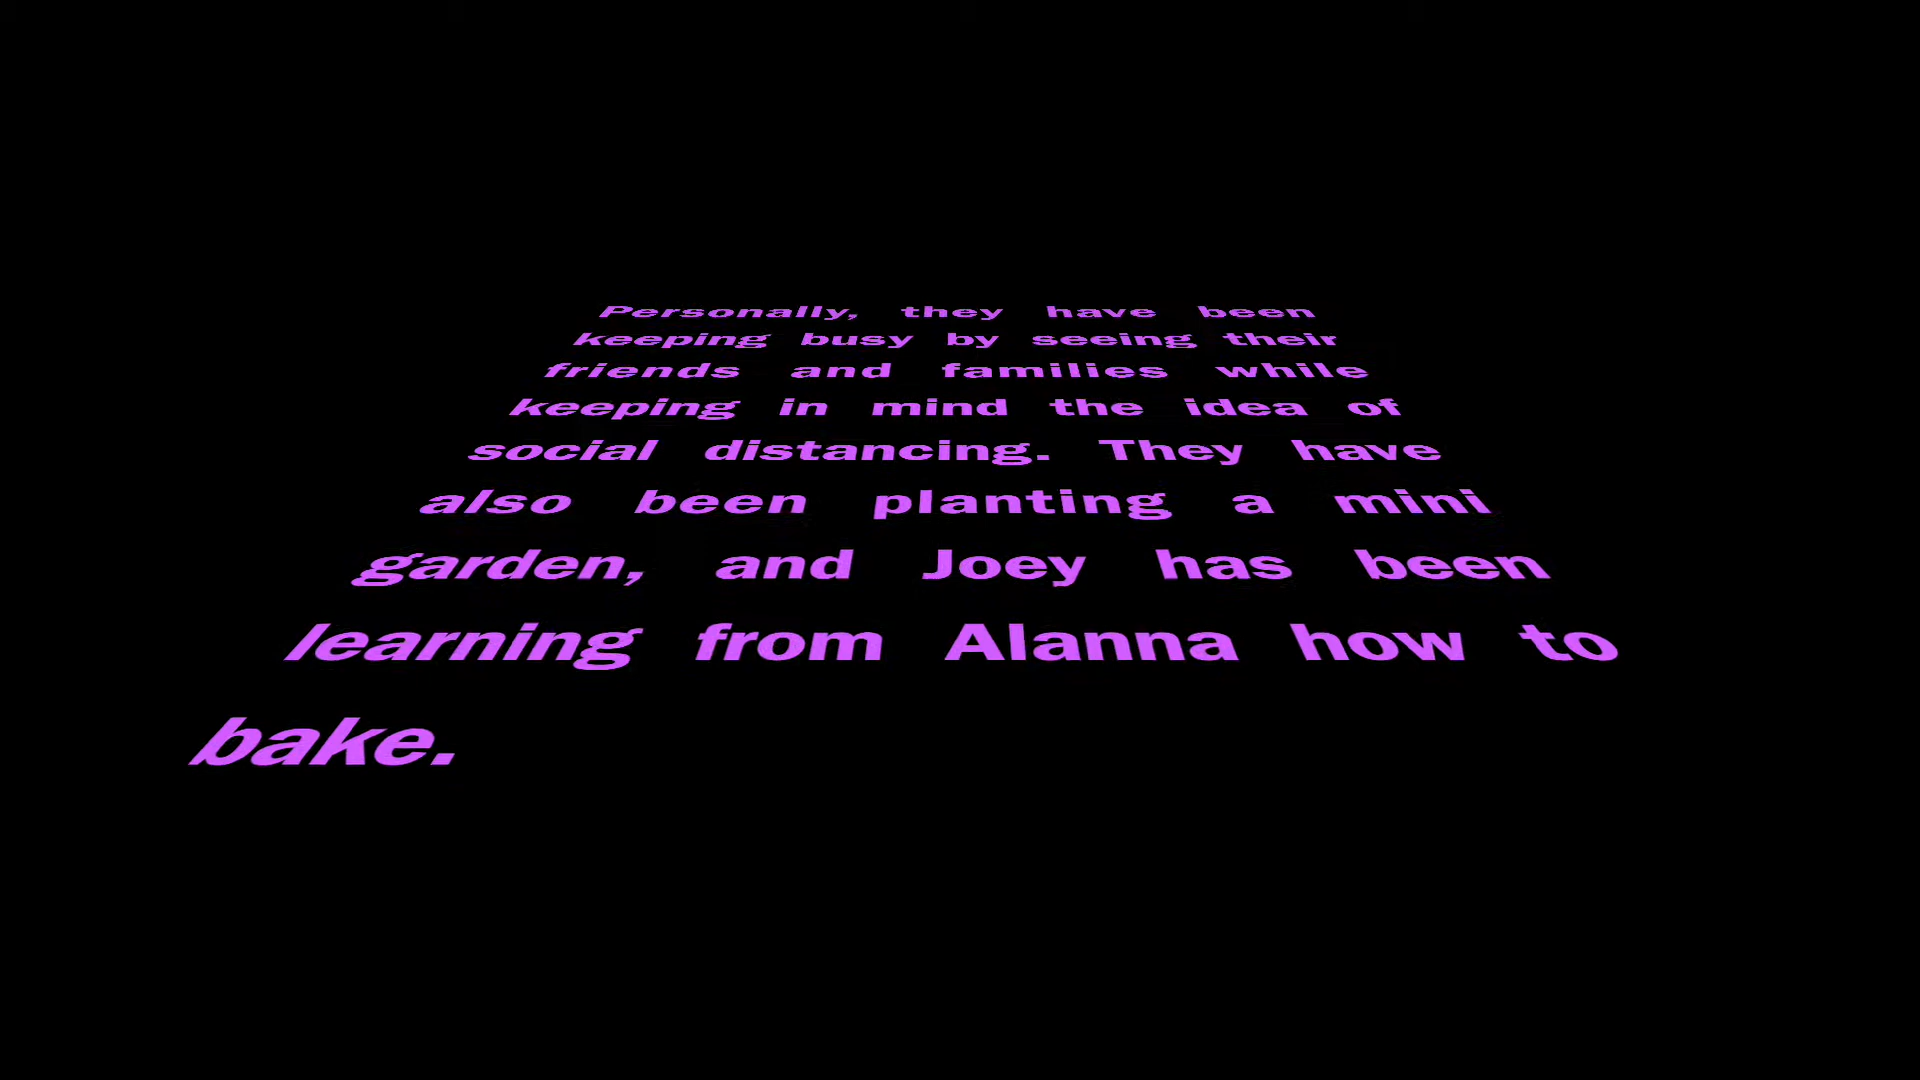 Personally, they have been
keeping busy by seeing their
friends and families while
keeping in mind the idea of
social distancing. They have
also been planting a mini
garden, and Joey has been
learning from Alanna how to
bake.